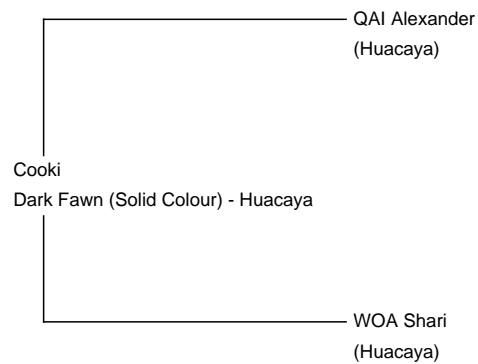 QAI Alexander
(Huacaya)
Cooki
Dark Fawn (Solid Colour) - Huacaya
WOA Shari
(Huacaya)